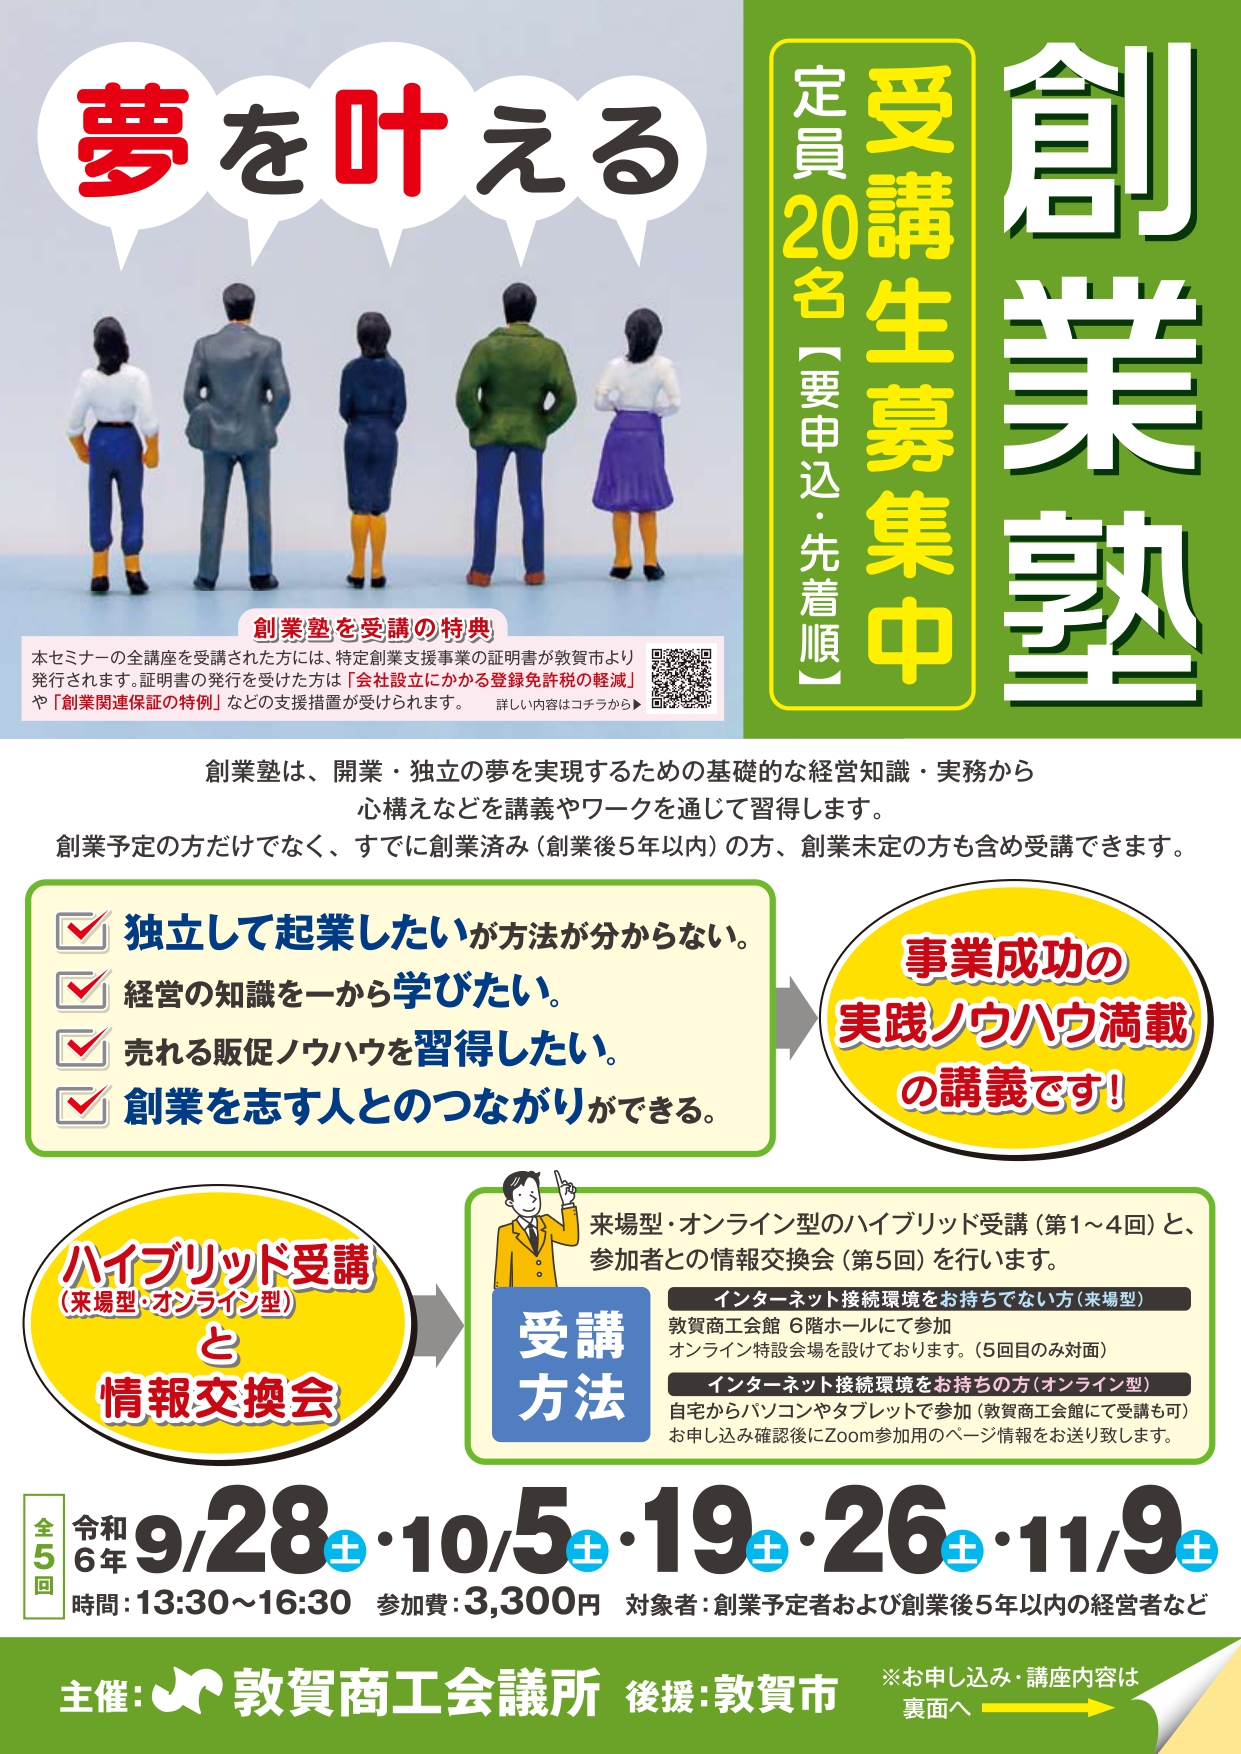 夢を叶える
創業塾
受講生募集中
定員20名【要申込・先着順】
創業塾を受講の特典
本セミナーの全講座を受講された方には、特定創業支援事業の証明書が敦賀市より
発行されます。証明書の発行を受けた方は「会社設立にかかる登録免許税の軽減」
や「創業関連保証の特例」などの支援措置が受けられます。
詳しい内容はコチラから▶
創業塾は、開業・独立の夢を実現するための基礎的な経営知識・実務から
心構えなどを講義やワークを通じて習得します。
創業予定の方だけでなく、すでに創業済み（創業後5年以内）の方、創業未定の方も含め受講できます。
独立して起業したいが方法が分からない。
経営の知識を一から学びたい。
売れる販促ノウハウを習得したい。
創業を志す人とのつながりができる。
事業成功の
実践ノウハウ満載
の講義です！
ハイブリッド受講
（来場型・オンライン型）
と
情報交換会
来場型・オンライン型のハイブリッド受講（第1～4回）と、
参加者との情報交換会（第5回）を行います。
受講
方法
インターネット接続環境をお持ちでない方（来場型）
敦賀商工会館 6階ホールにて参加
オンライン特設会場を設けております。（5回目のみ対面）
インターネット接続環境をお持ちの方（オンライン型）
自宅からパソコンやタブレットで参加（敦賀商工会館にて受講も可）
お申し込み確認後にZoom参加用のページ情報をお送り致します。
全5回
令和6年 9/28土・10/5土・19土・26土・11/9土
時間：13:30～16:30 参加費：3,300円 対象者：創業予定者および創業後5年以内の経営者など
主催：敦賀商工会議所 後援：敦賀市
※お申し込み・講座内容は
裏面へ